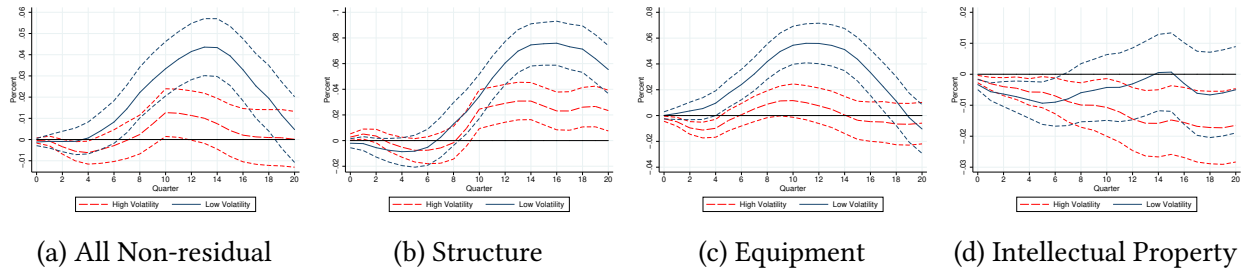 .06
.05
.04
.03
.02
.01
0
-.01
Percent
0 2 4 6 8 10 12 14 16 18 20
Quarter
High Volatility Low Volatility
(a) All Non-residual
.1
.08
.06
.04
.02
0
-.02
Percent
0 2 4 6 8 10 12 14 16 18 20
Quarter
High Volatility Low Volatility
(b) Structure
.08
.06
.04
.02
0
-.02
-.04
Percent
0 2 4 6 8 10 12 14 16 18 20
Quarter
High Volatility Low Volatility
(c) Equipment
.02
.01
0
-.01
-.02
-.03
Percent
0 2 4 6 8 10 12 14 16 18 20
Quarter
High Volatility Low Volatility
(d) Intellectual Property